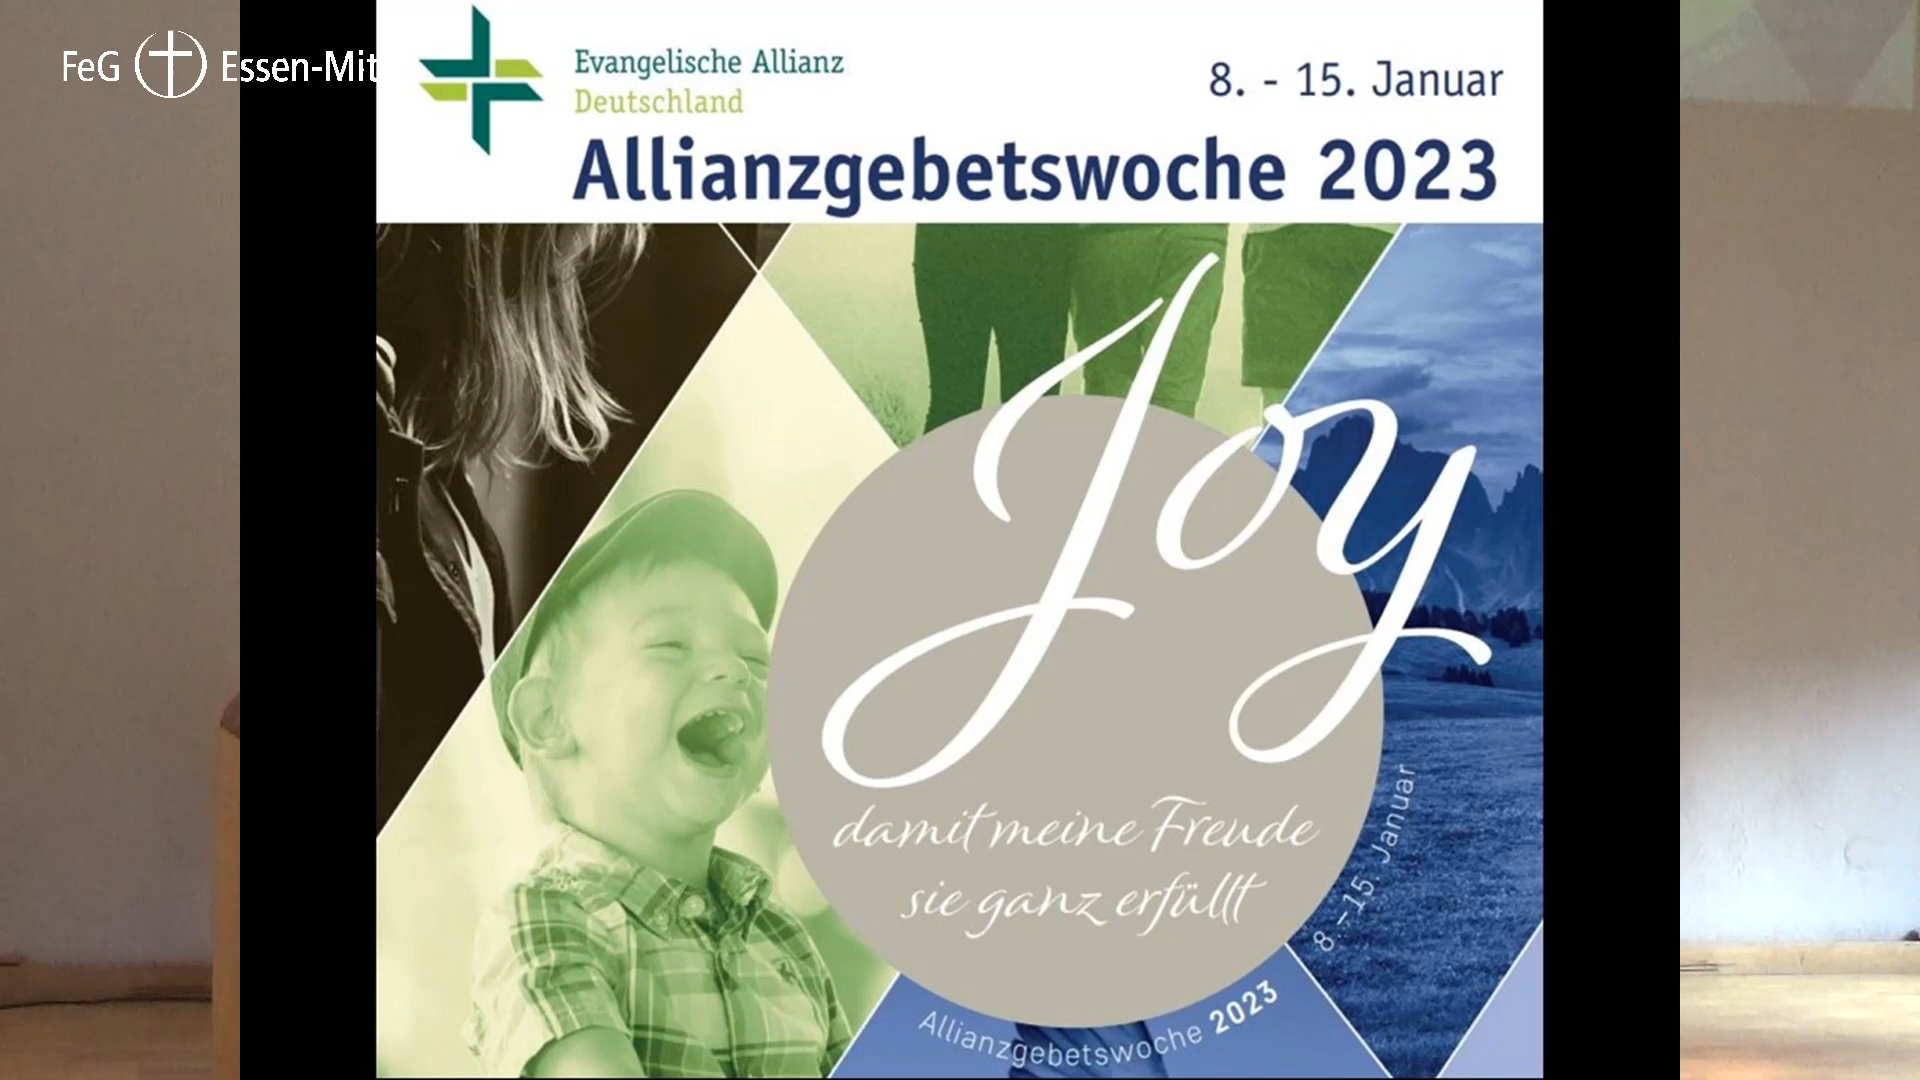 FeG Essen-Mit
Evangelische Allianz
Deutschland
8. - 15. Januar
Allianzgebetswoche 2023
Joy
damit meine Freude
sie ganz erfüllt
8. – 15. Januar
Allianzgebetswoche 2023